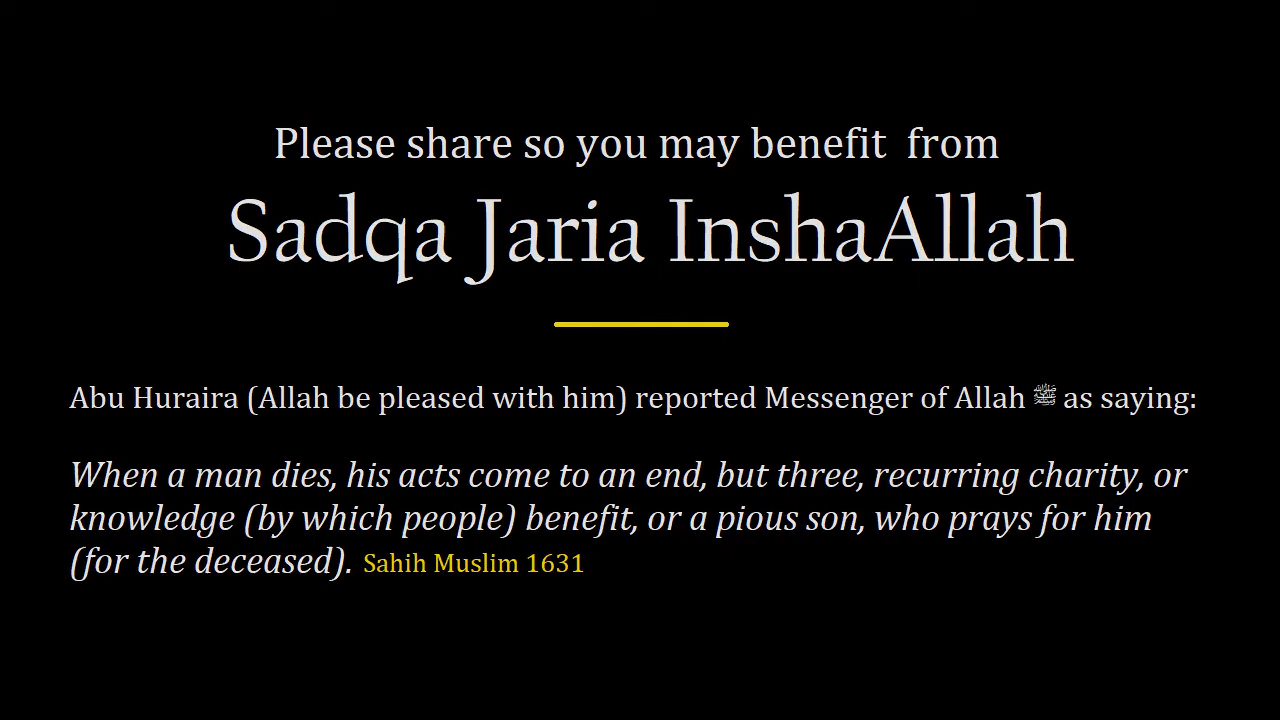 Please share so you may benefit  from
Sadqa Jaria InshaAllah
Abu Huraira (Allah be pleased with him) reported Messenger of Allah ﷺ as saying:
When a man dies, his acts come to an end, but three, recurring charity, or
knowledge (by which people) benefit, or a pious son, who prays for him
(for the deceased). Sahih Muslim 1631